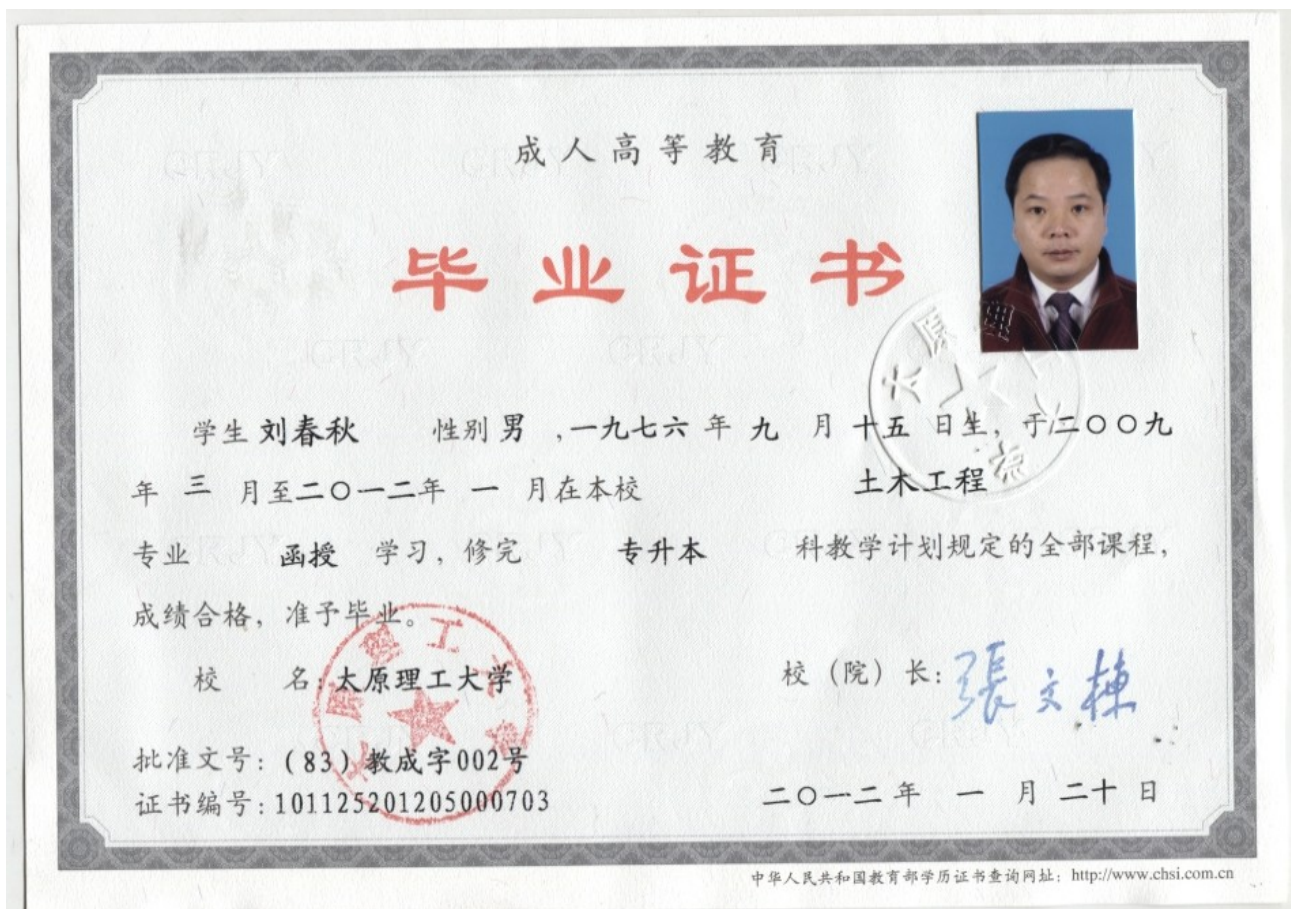 成人高等教育
毕业证书
学生 刘春秋 性别 男 ,一九七六 年 九 月 十五 日生, 于二〇〇九
年 三 月至二〇一二年 一 月在本校 土木工程
专业 函授 学习, 修完 专升本 科教学计划规定的全部课程,
成绩合格, 准予毕业。
校 名: 太原理工大学
校 (院) 长: 張文棟
批准文号: (83) 教成字002号
证书编号: 101125201205000703
二〇一二 年 一 月 二十 日
中华人民共和国教育部学历证书查询网址: http://www.chsi.com.cn
太原理工大学